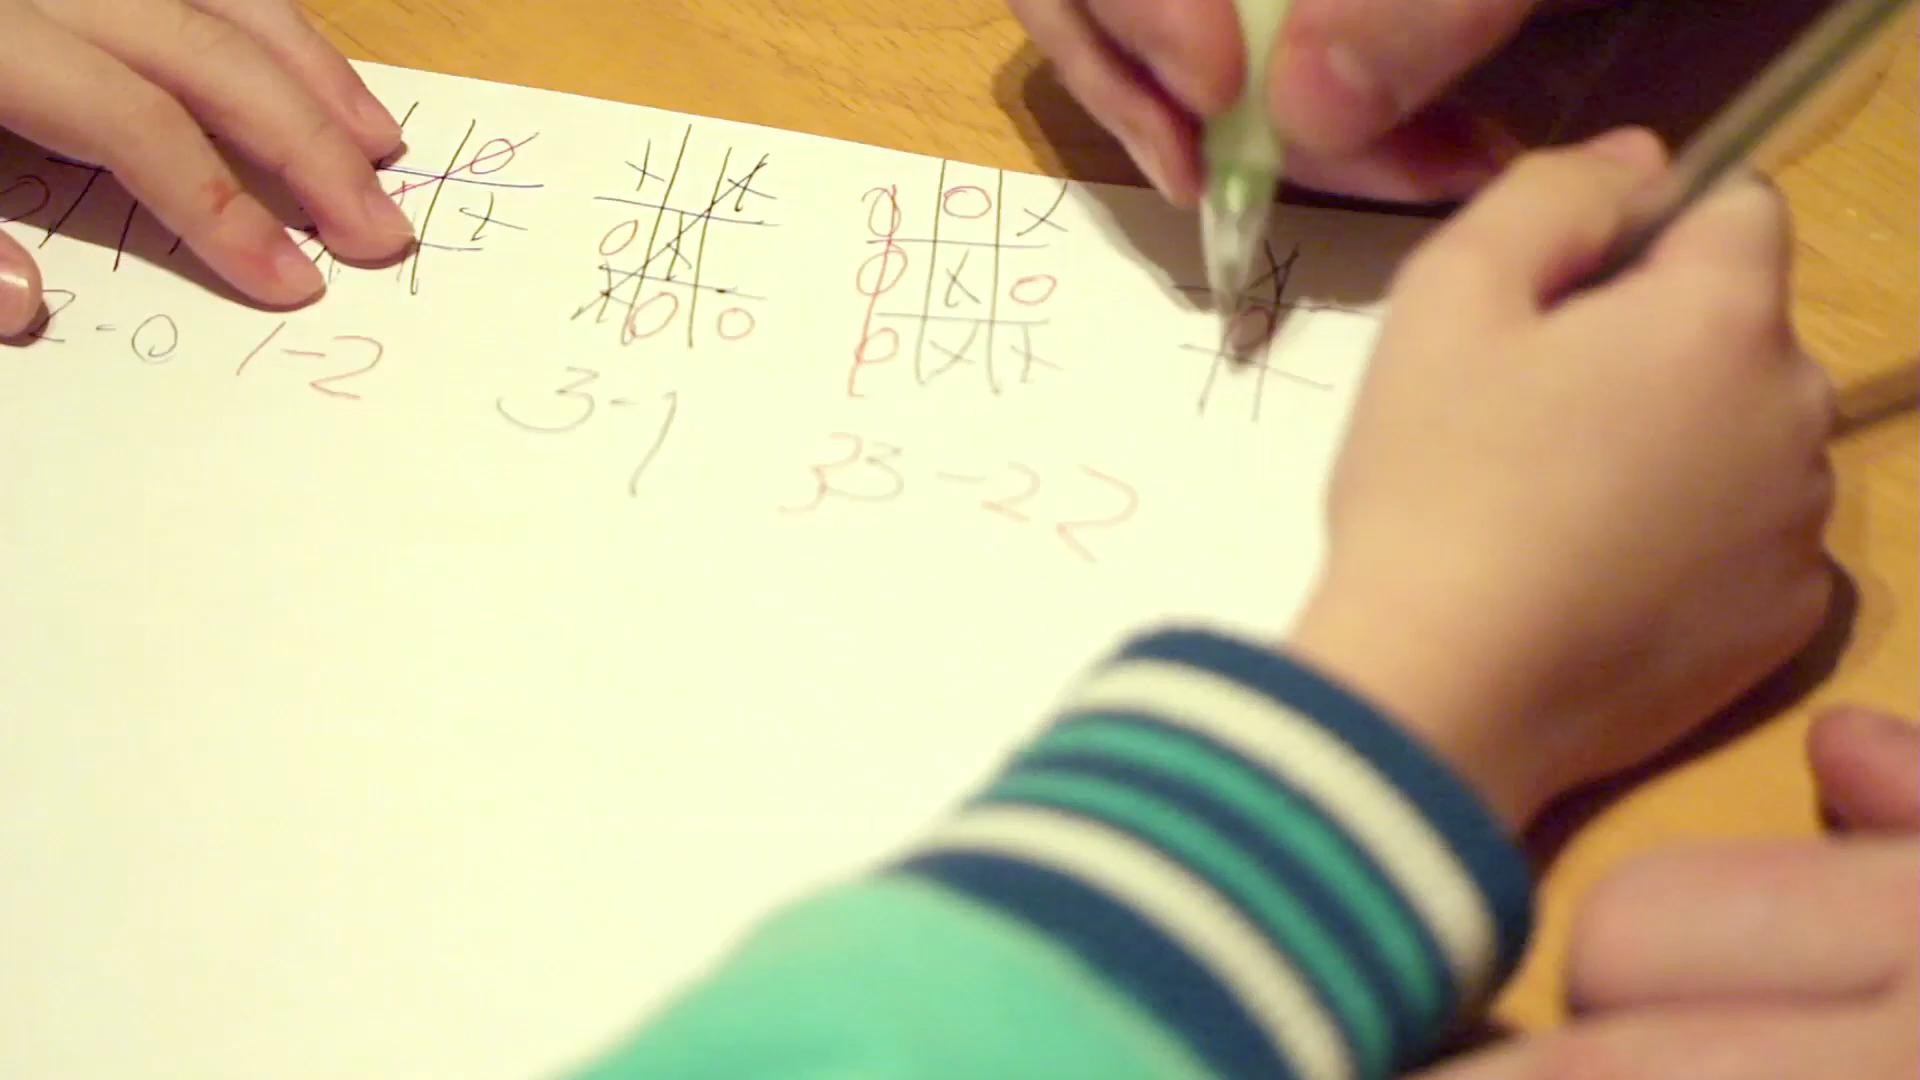 2-0
1-2
3-1
33-22
O
X
X X
O X
X O O
O O X
O X O
O X X
X
O